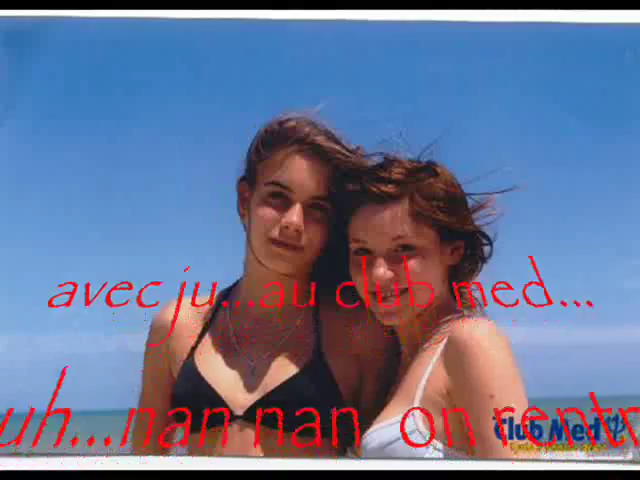 avec ju...au club med...
uh...nan nan on rentr
Club Med